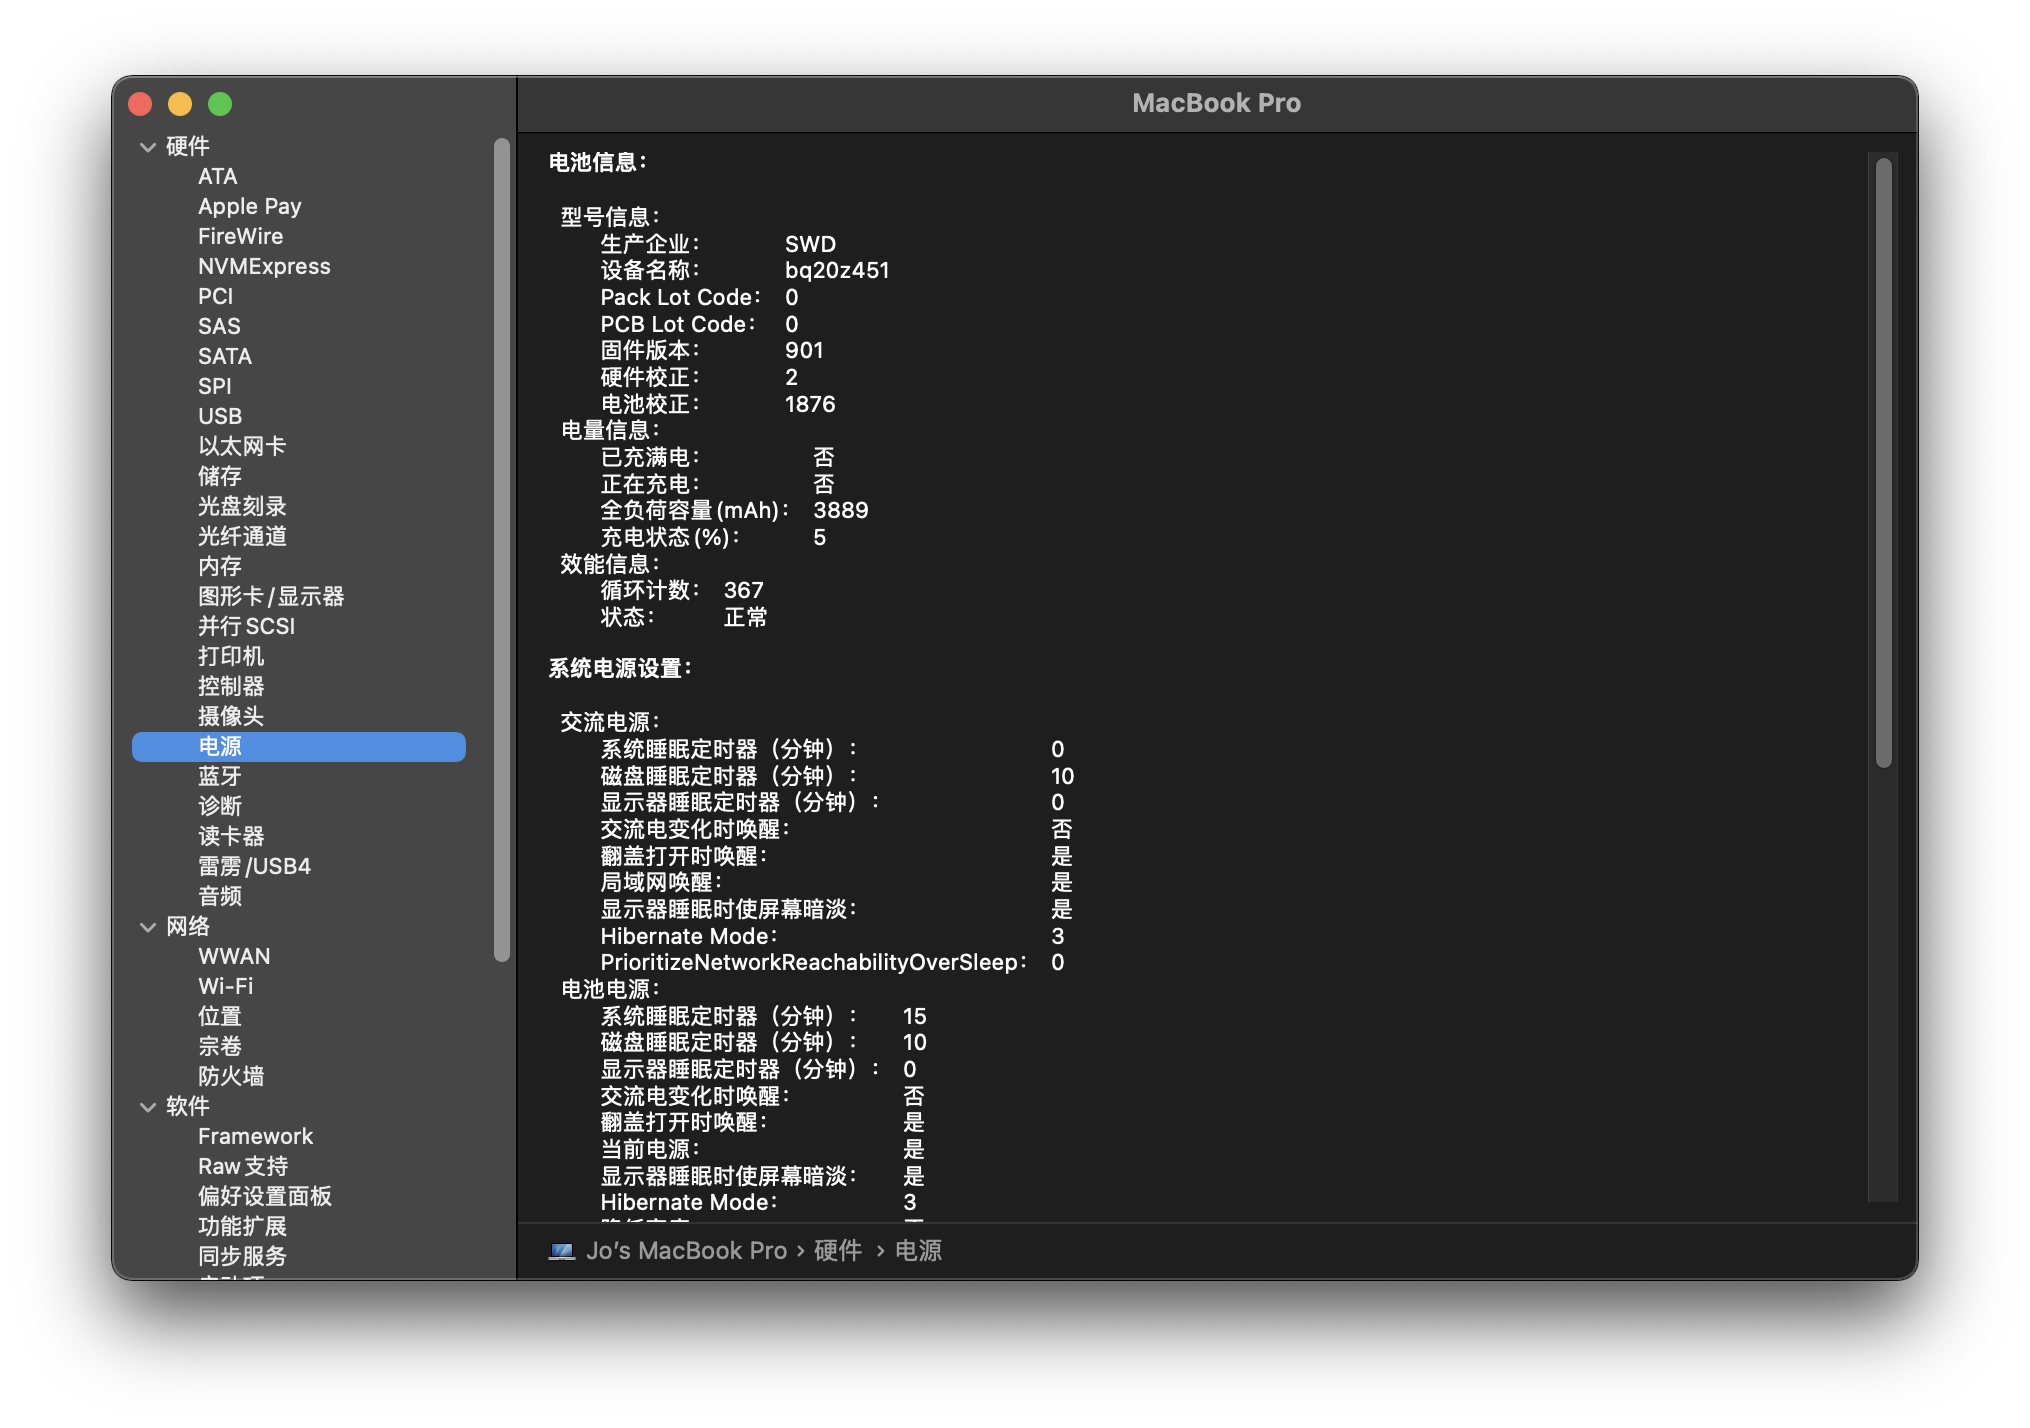 MacBook Pro
硬件
ATA
Apple Pay
FireWire
NVMExpress
PCI
SAS
SATA
SPI
USB
以太网卡
储存
光盘刻录
光纤通道
内存
图形卡/显示器
并行SCSI
打印机
控制器
摄像头
电源
蓝牙
诊断
读卡器
雷雳/USB4
音频
网络
WWAN
Wi-Fi
位置
宗卷
防火墙
软件
Framework
Raw支持
偏好设置面板
功能扩展
同步服务
电池信息：
型号信息：
生产企业： SWD
设备名称： bq20z451
Pack Lot Code： 0
PCB Lot Code： 0
固件版本： 901
硬件校正： 2
电池校正： 1876
电量信息：
已充满电： 否
正在充电： 否
全负荷容量(mAh)： 3889
充电状态(%)： 5
效能信息：
循环计数： 367
状态： 正常
系统电源设置：
交流电源：
系统睡眠定时器（分钟）： 0
磁盘睡眠定时器（分钟）： 10
显示器睡眠定时器（分钟）： 0
交流电变化时唤醒： 否
翻盖打开时唤醒： 是
局域网唤醒： 是
显示器睡眠时使屏幕暗淡： 是
Hibernate Mode： 3
PrioritizeNetworkReachabilityOverSleep： 0
电池电源：
系统睡眠定时器（分钟）： 15
磁盘睡眠定时器（分钟）： 10
显示器睡眠定时器（分钟）： 0
交流电变化时唤醒： 否
翻盖打开时唤醒： 是
当前电源： 是
显示器睡眠时使屏幕暗淡： 是
Hibernate Mode： 3
Jo’s MacBook Pro › 硬件 › 电源